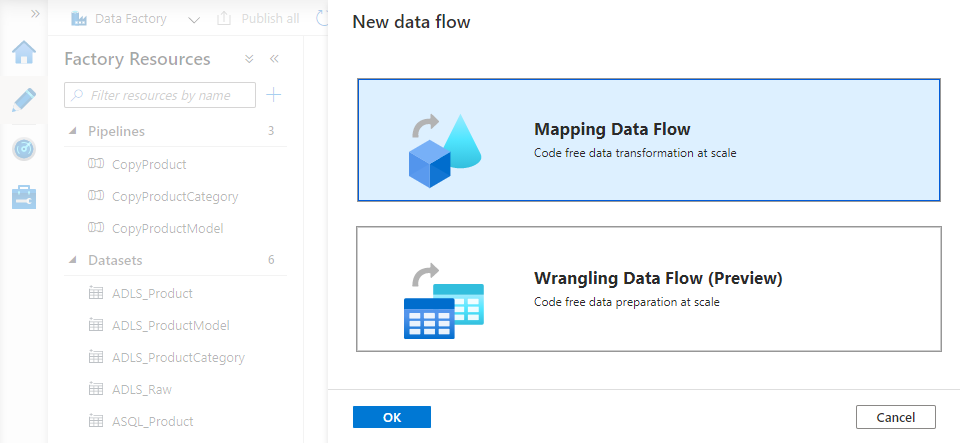 »
Data Factory
Publish all
Factory Resources
«
Filter resources by name
Pipelines 3
CopyProduct
CopyProductCategory
CopyProductModel
Datasets 6
ADLS_Product
ADLS_ProductModel
ADLS_ProductCategory
ADLS_Raw
ASQL_Product
New data flow
Mapping Data Flow
Code free data transformation at scale
Wrangling Data Flow (Preview)
Code free data preparation at scale
OK
Cancel